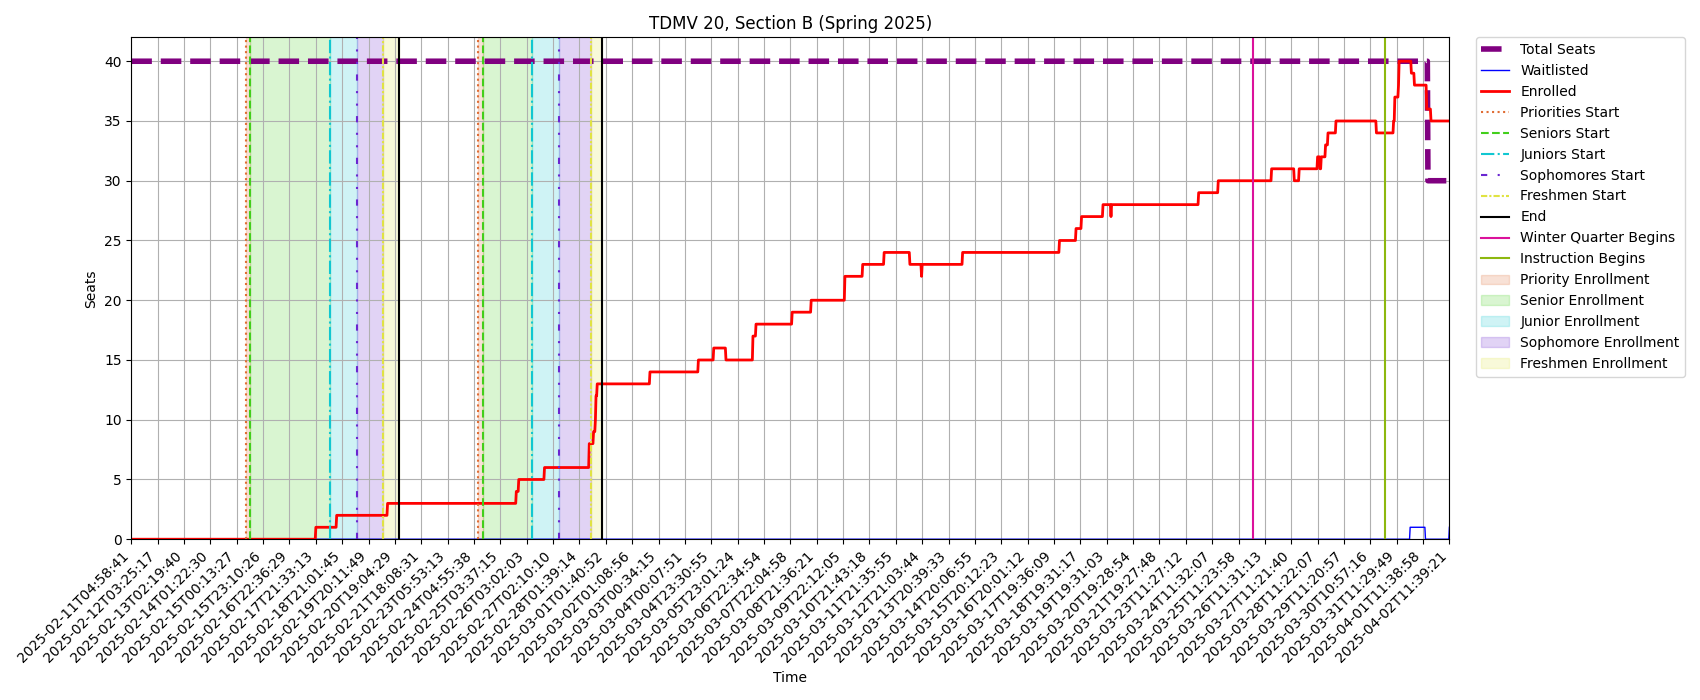 TDMV 20, Section B (Spring 2025)
Seats
40
35
30
25
20
15
10
5
0
2025-02-11T04:58:41
2025-02-12T03:25:17
2025-02-13T02:19:40
2025-02-14T01:22:30
2025-02-15T00:13:27
2025-02-15T23:10:26
2025-02-16T22:36:29
2025-02-17T21:33:13
2025-02-18T21:01:45
2025-02-19T20:11:49
2025-02-20T19:04:29
2025-02-21T18:08:31
2025-02-23T05:53:13
2025-02-24T04:55:38
2025-02-25T03:37:15
2025-02-26T03:02:03
2025-02-27T02:10:10
2025-02-28T01:39:14
2025-03-01T01:40:52
2025-03-02T01:08:56
2025-03-03T00:34:15
2025-03-04T00:07:51
2025-03-04T23:30:55
2025-03-05T23:01:24
2025-03-06T22:34:54
2025-03-07T22:04:58
2025-03-08T21:36:21
2025-03-09T22:12:05
2025-03-10T21:43:18
2025-03-11T21:35:55
2025-03-12T21:03:44
2025-03-13T20:39:33
2025-03-14T20:06:55
2025-03-15T20:12:23
2025-03-16T20:01:12
2025-03-17T19:36:09
2025-03-18T19:31:17
2025-03-19T19:31:03
2025-03-20T19:28:54
2025-03-21T19:27:48
2025-03-23T11:27:12
2025-03-24T11:32:07
2025-03-25T11:23:58
2025-03-26T11:31:13
2025-03-27T11:21:40
2025-03-28T11:22:07
2025-03-29T11:20:57
2025-03-30T10:57:16
2025-03-31T11:29:49
2025-04-01T11:38:58
2025-04-02T11:39:21
Time
Total Seats
Waitlisted
Enrolled
Priorities Start
Seniors Start
Juniors Start
Sophomores Start
Freshmen Start
End
Winter Quarter Begins
Instruction Begins
Priority Enrollment
Senior Enrollment
Junior Enrollment
Sophomore Enrollment
Freshmen Enrollment